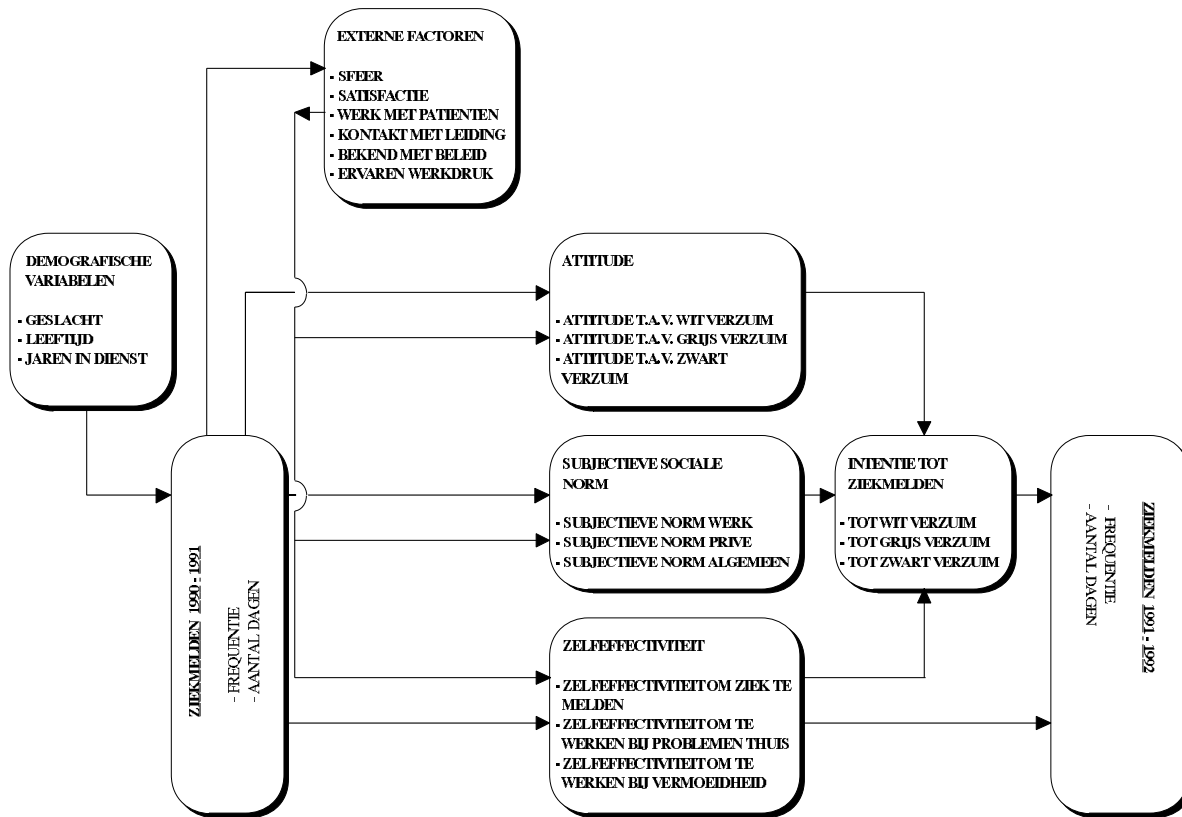 EXTERNE FACTOREN
- SFEER
- SATISFACTIE
- WERK MET PATIENTEN
- KONTAKT MET LEIDING
- BEKEND MET BELEID
- ERVAREN WERKDRUK
DEMOGRAFISCHE
VARIABELEN
- GESLACHT
- LEEFTIJD
- JAREN IN DIENST
ZIEKMELDEN 1990 - 1991
- FREQUENTIE
- AANTAL DAGEN
ATTITUDE
- ATTITUDE T.A.V. WIT VERZUIM
- ATTITUDE T.A.V. GRIJS VERZUIM
- ATTITUDE T.A.V. ZWART
VERZUIM
SUBJECTIEVE SOCIALE
NORM
- SUBJECTIEVE NORM WERK
- SUBJECTIEVE NORM PRIVE
- SUBJECTIEVE NORM ALGEMEEN
ZELFEFFECTIVITEIT
- ZELFEFFECTIVITEIT OM ZIEK TE
MELDEN
- ZELFEFFECTIVITEIT OM TE
WERKEN BIJ PROBLEMEN THUIS
- ZELFEFFECTIVITEIT OM TE
WERKEN BIJ VERMOEIDHEID
INTENTIE TOT
ZIEKMELDEN
- TOT WIT VERZUIM
- TOT GRIJS VERZUIM
- TOT ZWART VERZUIM
ZIEKMELDEN 1991 - 1992
- FREQUENTIE
- AANTAL DAGEN